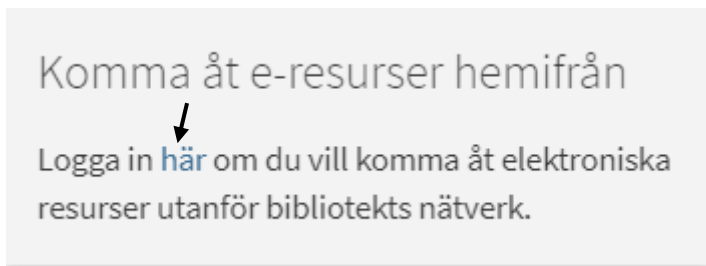 Komma åt e-resurser hemifrån
Logga in här om du vill komma åt elektroniska
resurser utanför bibliotekts nätverk.